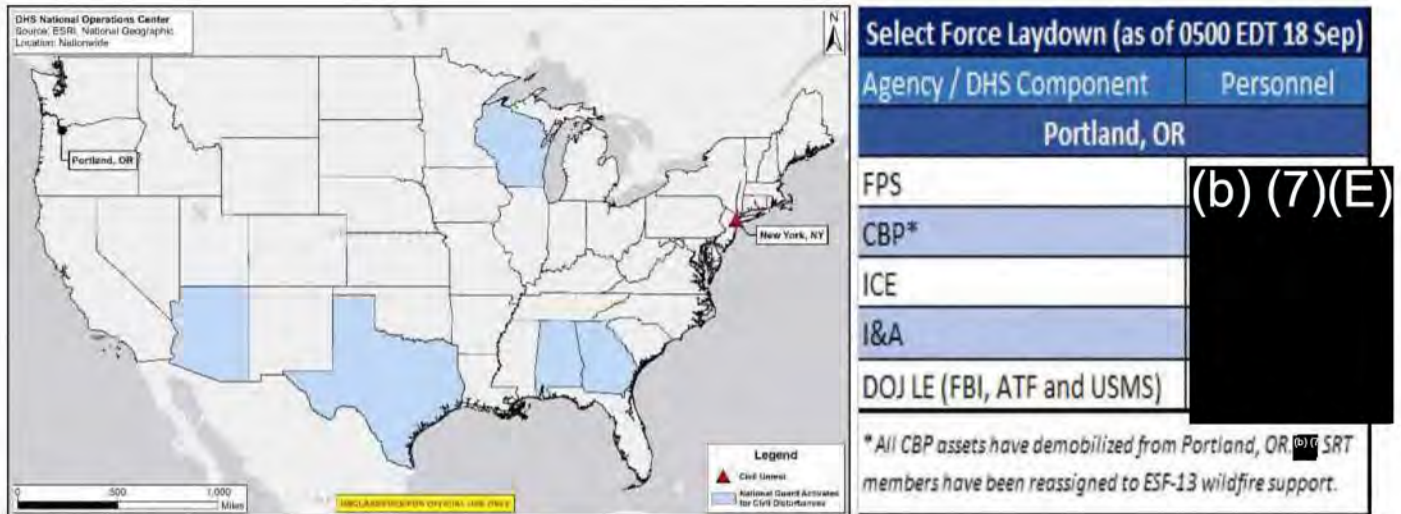 DHS National Operations Center
Source: ESRI, National Geographic
Location: Nationwide
N
Portland, OR
New York, NY
Legend
Civil Unrest
National Guard Activates
for Civil Disturbances
0 500 1,000
Miles
UNCLASSIFIED//FOR OFFICIAL USE ONLY
Select Force Laydown (as of 0500 EDT 18 Sep)
Agency / DHS Component Personnel
Portland, OR
FPS
(b) (7)(E)
CBP*
ICE
I&A
DOJ LE (FBI, ATF and USMS)
*All CBP assets have demobilized from Portland, OR. (b) (7 SRT
members have been reassigned to ESF-13 wildfire support.